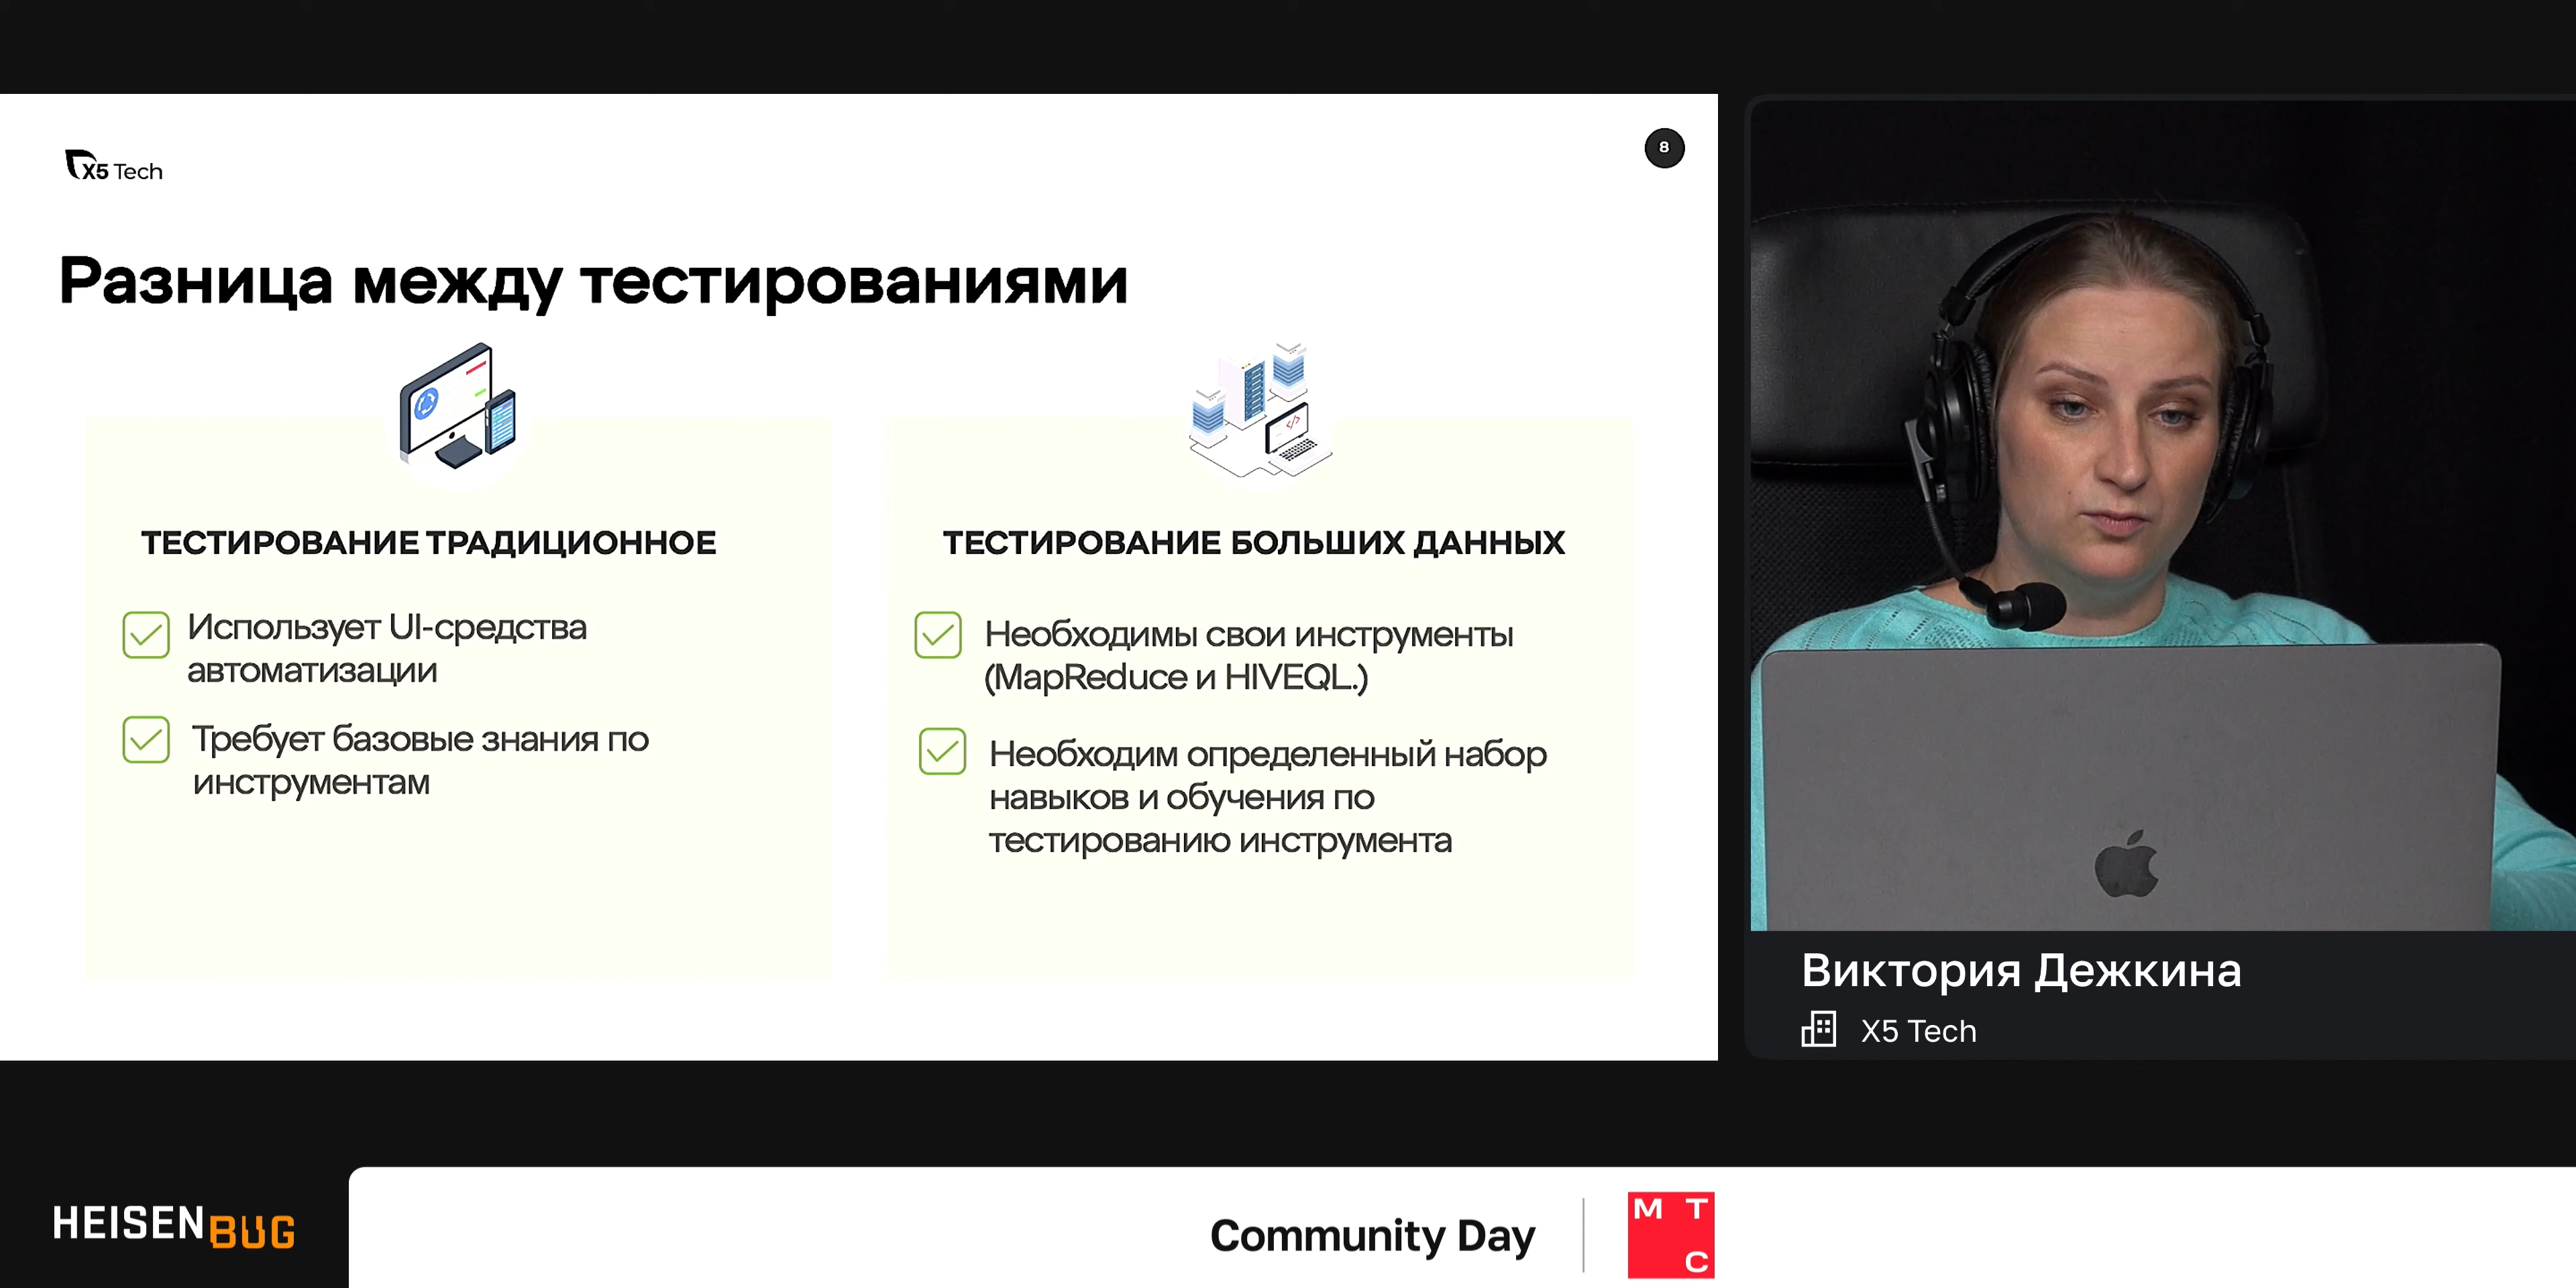 X5 Tech
8
Разница между тестированиями
ТЕСТИРОВАНИЕ ТРАДИЦИОННОЕ
Использует UI-средства
автоматизации
Требует базовые знания по
инструментам
ТЕСТИРОВАНИЕ БОЛЬШИХ ДАННЫХ
Необходимы свои инструменты
(MapReduce и HIVEQL.)
Необходим определенный набор
навыков и обучения по
тестированию инструмента
Виктория Дежкина
X5 Tech
HEISENBUG
Community Day
МТС